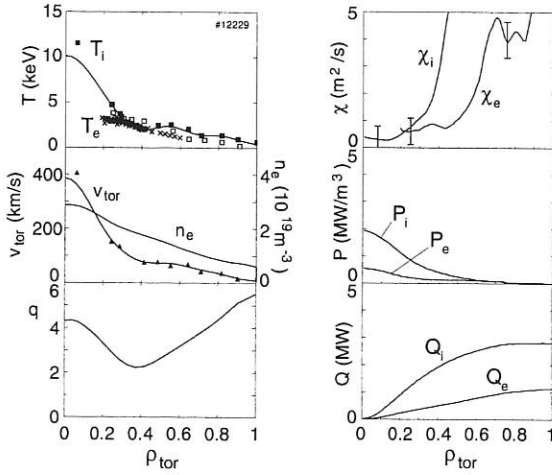 #12229
15
10
5
0
T (keV)
T_i
T_e
400
200
0
v_tor (km/s)
v_tor
n_e
4
2
0
n_e (10^19 m^-3)
6
4
2
0
q
0 0.2 0.4 0.6 0.8 1
ρ_tor
5
0
χ (m^2/s)
χ_i
χ_e
5
0
P (MW/m^3)
P_i
P_e
5
0
Q (MW)
Q_i
Q_e
0 0.2 0.4 0.6 0.8 1
ρ_tor